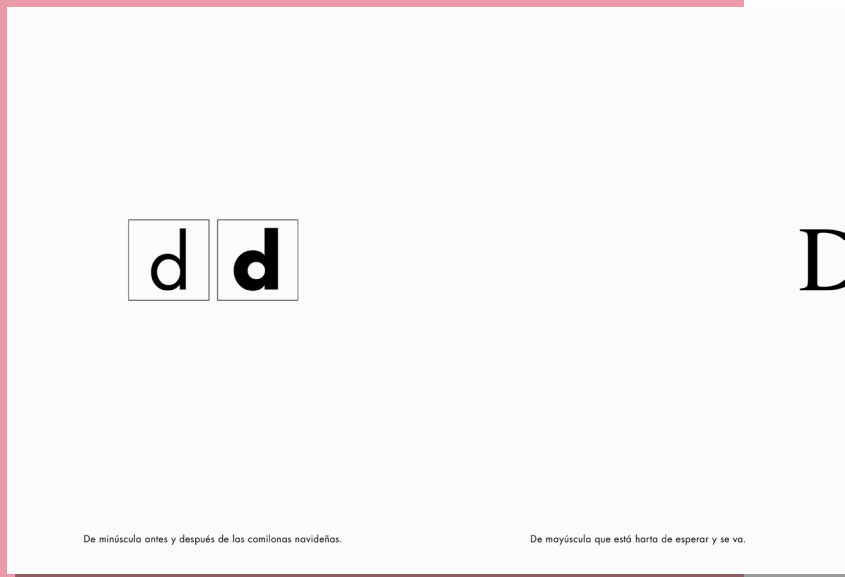 d d
D
De minúscula antes y después de las comilonas navideñas.
De mayúscula que está harta de esperar y se va.